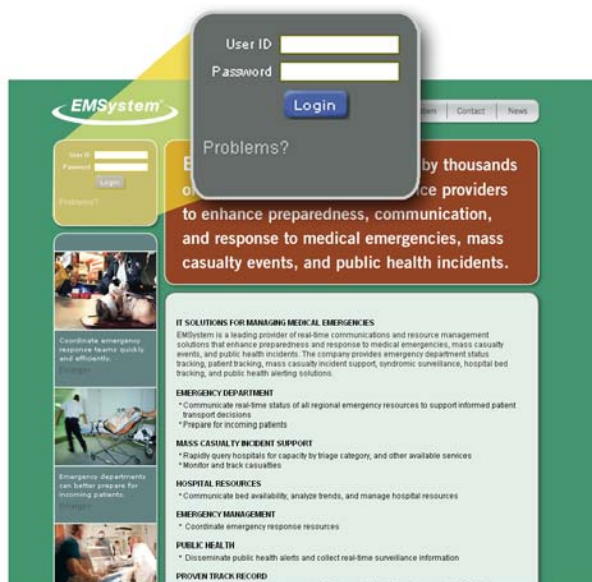 User ID
Password
Login
Problems?
EMSystem
Contact
News
User ID
Password
Login
Problems?
by thousands
providers
to enhance preparedness, communication,
and response to medical emergencies, mass
casualty events, and public health incidents.
Coordinate emergency
response teams quickly
and efficiently.
Enlarge
Emergency departments
can better prepare for
incoming patients.
Enlarge
IT SOLUTIONS FOR MANAGING MEDICAL EMERGENCIES
EMSystem is a leading provider of real-time communications and resource management
solutions that enhance preparedness and response to medical emergencies, mass casualty
events, and public health incidents. The company provides emergency department status
tracking, patient tracking, mass casualty incident support, syndromic surveillance, hospital bed
tracking, and public health alerting solutions.
EMERGENCY DEPARTMENT
* Communicate real-time status of all regional emergency resources to support informed patient
transport decisions
* Prepare for incoming patients
MASS CASUALTY INCIDENT SUPPORT
* Rapidly query hospitals for capacity by triage category, and other available services
* Monitor and track casualties
HOSPITAL RESOURCES
* Communicate bed availability, analyze trends, and manage hospital resources
EMERGENCY MANAGEMENT
* Coordinate emergency response resources
PUBLIC HEALTH
* Disseminate public health alerts and collect real-time surveillance information
PROVEN TRACK RECORD